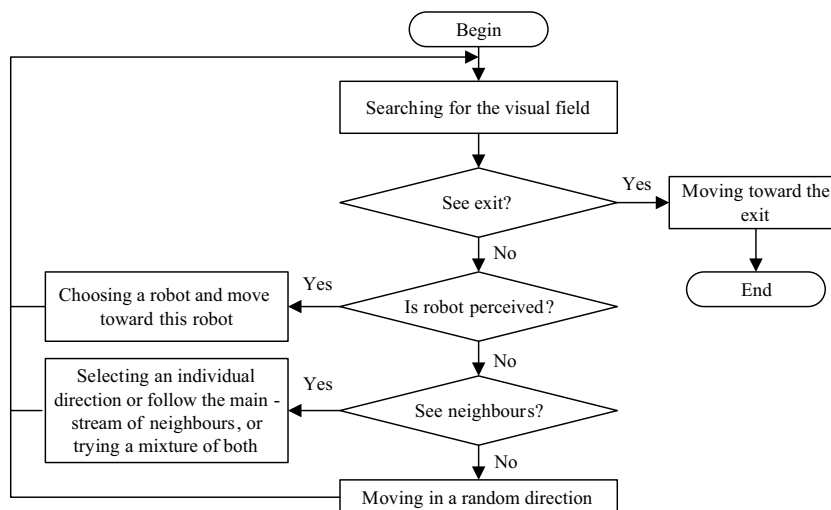 Begin
Searching for the visual field
See exit?
Yes
Moving toward the
exit
No
End
Choosing a robot and move
toward this robot
Yes
Is robot perceived?
No
Selecting an individual
direction or follow the main -
stream of neighbours, or
trying a mixture of both
Yes
See neighbours?
No
Moving in a random direction